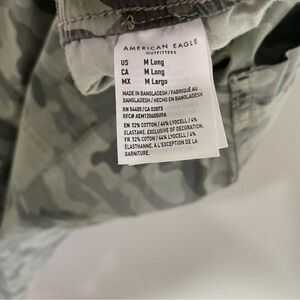 AMERICAN EAGLE
OUTFITTERS
US M Long
CA M Long
MX M Largo
MADE IN BANGLADESH / FABRIQUÉ AU
BANGLADESH / HECHO EN BANGLADESH
RN 54485/CA 03873
EN 52% COTTON / 44% LYOCELL / 4%
ELASTANE, EXCLUSIVE OF DECORATION.
FR 52% COTON / 44% LYOCELL / 4%
ÉLASTHANNE, À L'EXCEPTION DE LA
GARNITURE.